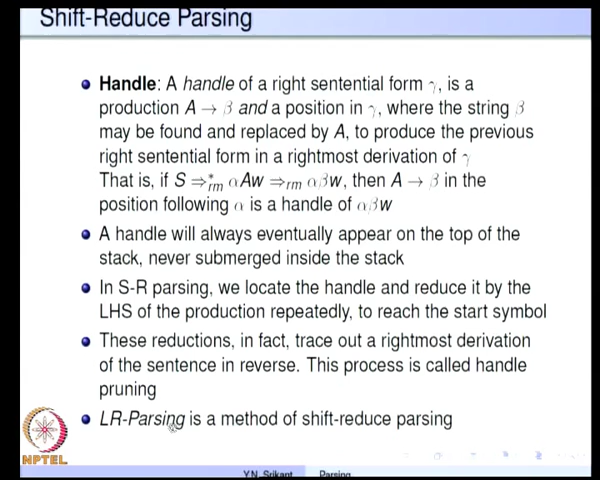 Shift-Reduce Parsing
Handle: A handle of a right sentential form γ, is a
production A → β and a position in γ, where the string β
may be found and replaced by A, to produce the previous
right sentential form in a rightmost derivation of γ
That is, if S ⇒*rm αAw ⇒rm αβw, then A → β in the
position following α is a handle of αβw
A handle will always eventually appear on the top of the
stack, never submerged inside the stack
In S-R parsing, we locate the handle and reduce it by the
LHS of the production repeatedly, to reach the start symbol
These reductions, in fact, trace out a rightmost derivation
of the sentence in reverse. This process is called handle
pruning
LR-Parsing is a method of shift-reduce parsing
NPTEL
Y.N. Srikant Parsing